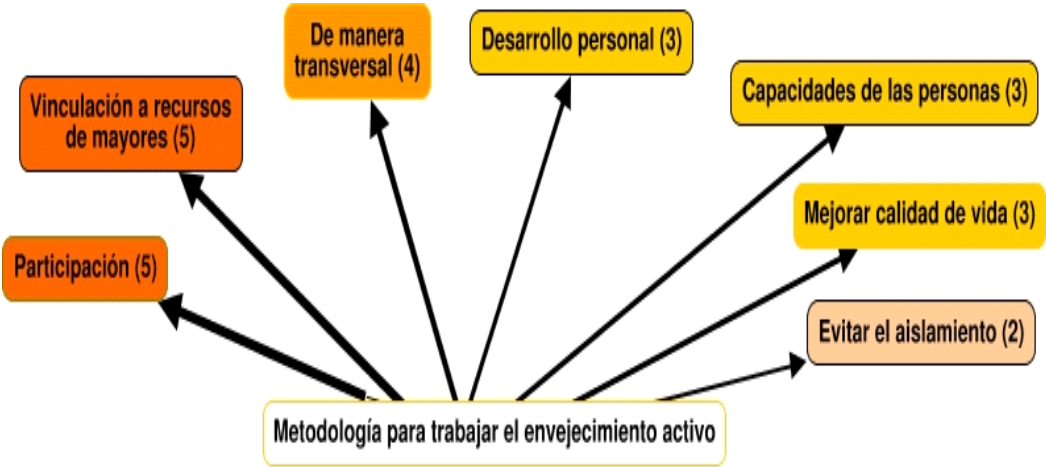 De manera
transversal (4)
Desarrollo personal (3)
Capacidades de las personas (3)
Vinculación a recursos
de mayores (5)
Mejorar calidad de vida (3)
Participación (5)
Evitar el aislamiento (2)
Metodología para trabajar el envejecimiento activo